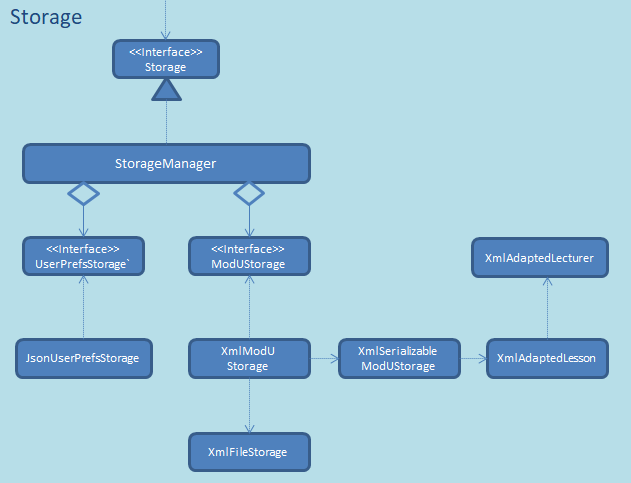 Storage
<<Interface>>
Storage
StorageManager
<<Interface>>
UserPrefsStorage`
<<Interface>>
ModUStorage
XmlAdaptedLecturer
JsonUserPrefsStorage
XmlModU
Storage
XmlSerializable
ModUStorage
XmlAdaptedLesson
XmlFileStorage